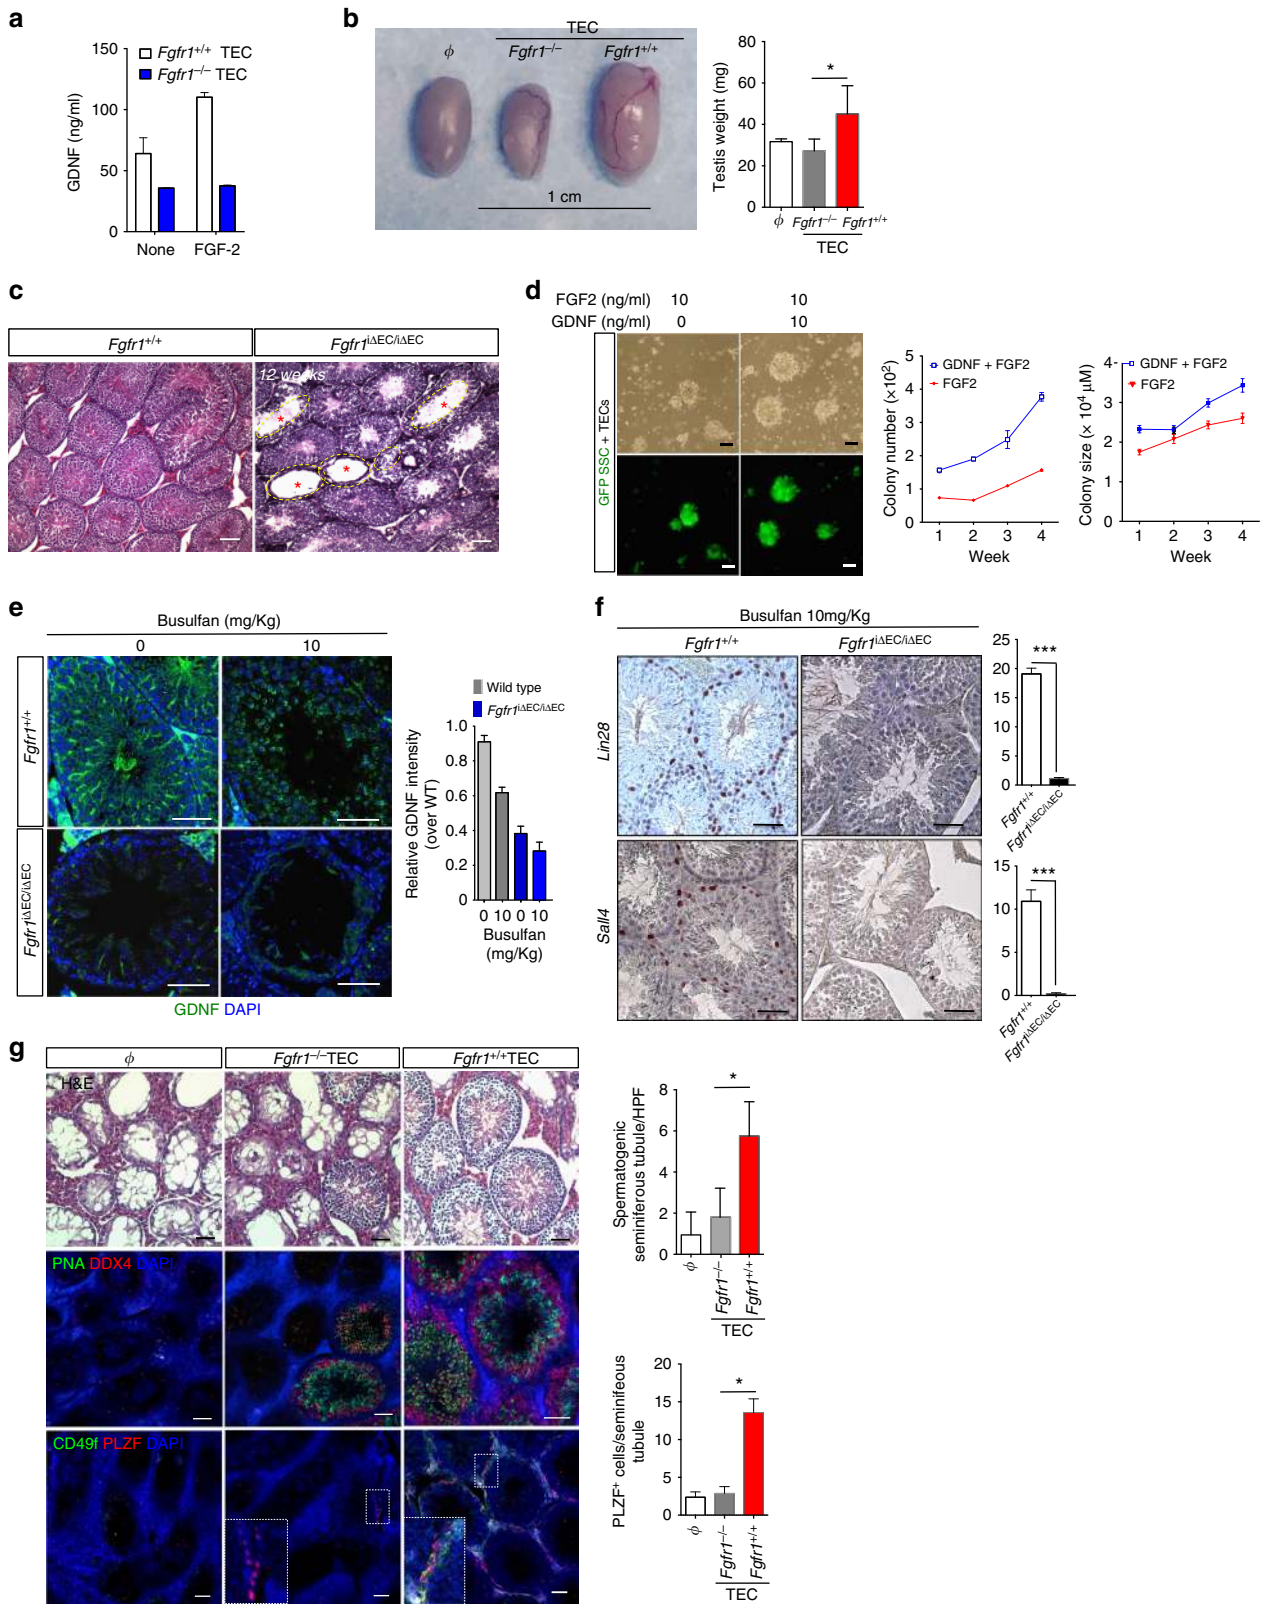 a
Fgfr1+/+ TEC
Fgfr1–/– TEC
GDNF (ng/ml)
150
100
50
0
None
FGF-2
b
TEC
ϕ
Fgfr1–/–
Fgfr1+/+
1 cm
Testis weight (mg)
80
60
40
20
0
*
ϕ
Fgfr1–/–
Fgfr1+/+
TEC
c
Fgfr1+/+
Fgfr1iΔEC/iΔEC
12 weeks
*
*
*
*
d
FGF2 (ng/ml) 10 10
GDNF (ng/ml) 0 10
GFP SSC + TECs
Colony number (×10²)
5
4
3
2
1
0
GDNF + FGF2
FGF2
1 2 3 4
Week
Colony size (× 10⁴ μM)
4
3
2
1
0
GDNF + FGF2
FGF2
1 2 3 4
Week
e
Busulfan (mg/Kg)
0 10
Fgfr1+/+
Fgfr1iΔEC/iΔEC
GDNF DAPI
Wild type
Fgfr1iΔEC/iΔEC
Relative GDNF intensity
(over WT)
1.0
0.8
0.6
0.4
0.2
0
0 10 0 10
Busulfan
(mg/Kg)
f
Busulfan 10mg/Kg
Fgfr1+/+
Fgfr1iΔEC/iΔEC
Lin28
Sall4
25
20
15
10
5
0
***
Fgfr1+/+
Fgfr1iΔEC/iΔEC
15
10
5
0
***
Fgfr1+/+
Fgfr1iΔEC/iΔEC
g
ϕ
Fgfr1–/–TEC
Fgfr1+/+TEC
H&E
PNA DDX4 DAPI
CD49f PLZF DAPI
Spermatogenic
seminiferous tubule/HPF
8
6
4
2
0
*
ϕ
Fgfr1–/–
Fgfr1+/+
TEC
PLZF+ cells/seminifeous
tubule
20
15
10
5
0
*
ϕ
Fgfr1–/–
Fgfr1+/+
TEC